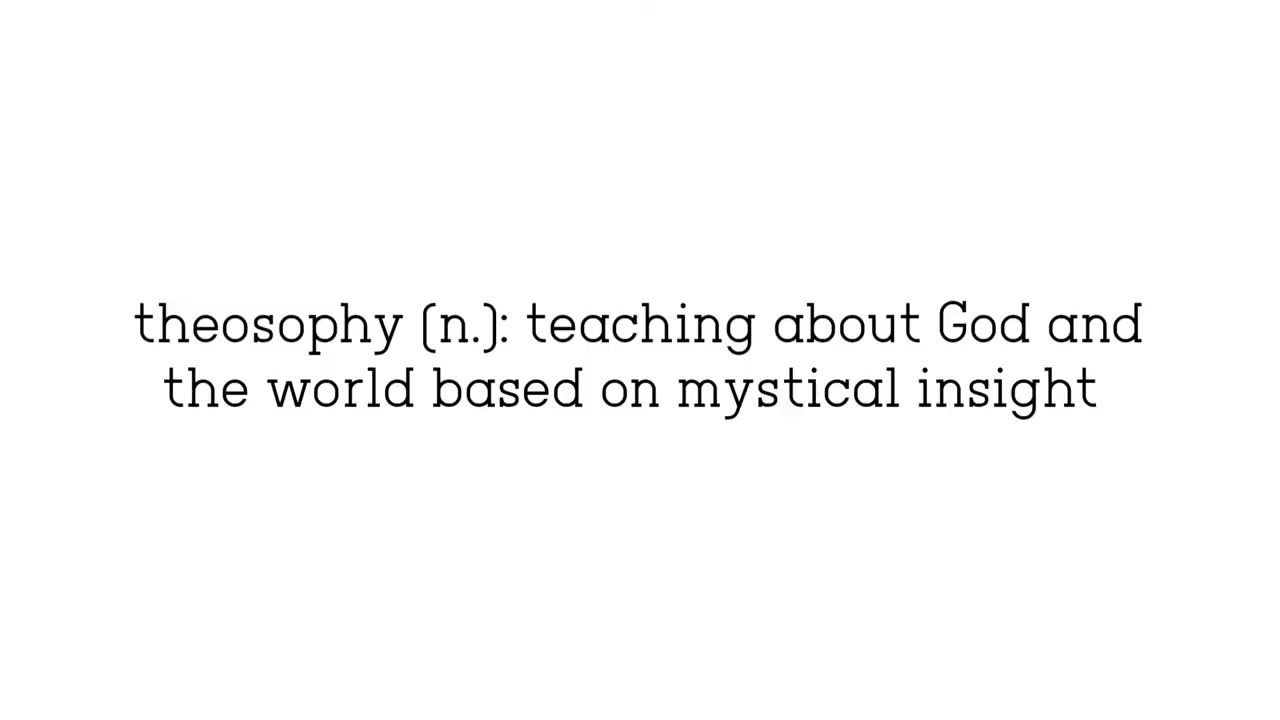 theosophy (n.): teaching about God and
the world based on mystical insight